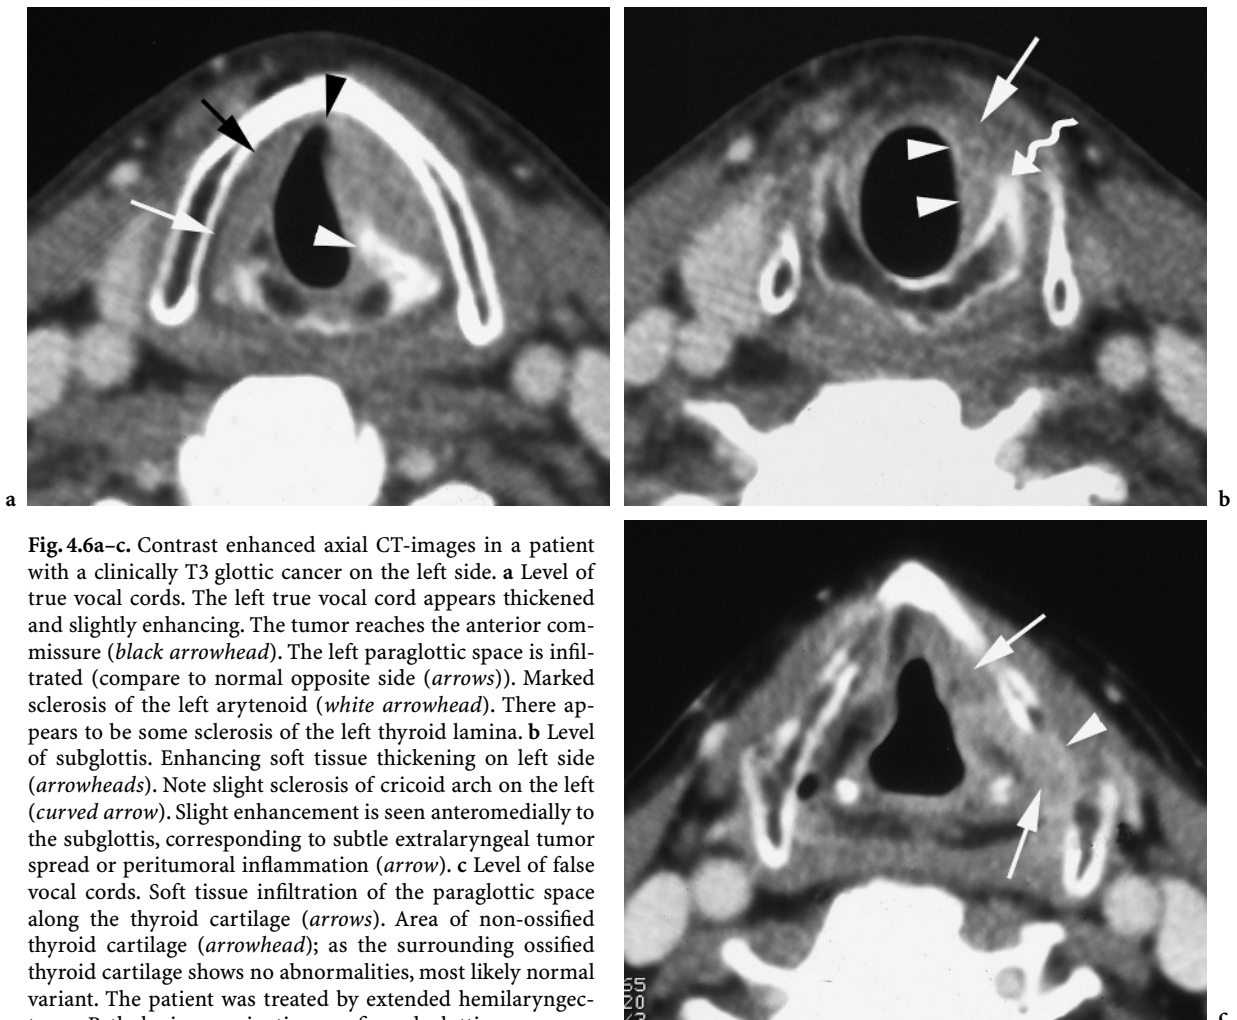 a
b
Fig. 4.6a–c. Contrast enhanced axial CT-images in a patient
with a clinically T3 glottic cancer on the left side. a Level of
true vocal cords. The left true vocal cord appears thickened
and slightly enhancing. The tumor reaches the anterior com-
missure (black arrowhead). The left paraglottic space is infil-
trated (compare to normal opposite side (arrows)). Marked
sclerosis of the left arytenoid (white arrowhead). There ap-
pears to be some sclerosis of the left thyroid lamina. b Level
of subglottis. Enhancing soft tissue thickening on left side
(arrowheads). Note slight sclerosis of cricoid arch on the left
(curved arrow). Slight enhancement is seen anteromedially to
the subglottis, corresponding to subtle extralaryngeal tumor
spread or peritumoral inflammation (arrow). c Level of false
vocal cords. Soft tissue infiltration of the paraglottic space
along the thyroid cartilage (arrows). Area of non-ossified
thyroid cartilage (arrowhead); as the surrounding ossified
thyroid cartilage shows no abnormalities, most likely normal
variant. The patient was treated by extended hemilaryngec-
65
20
c